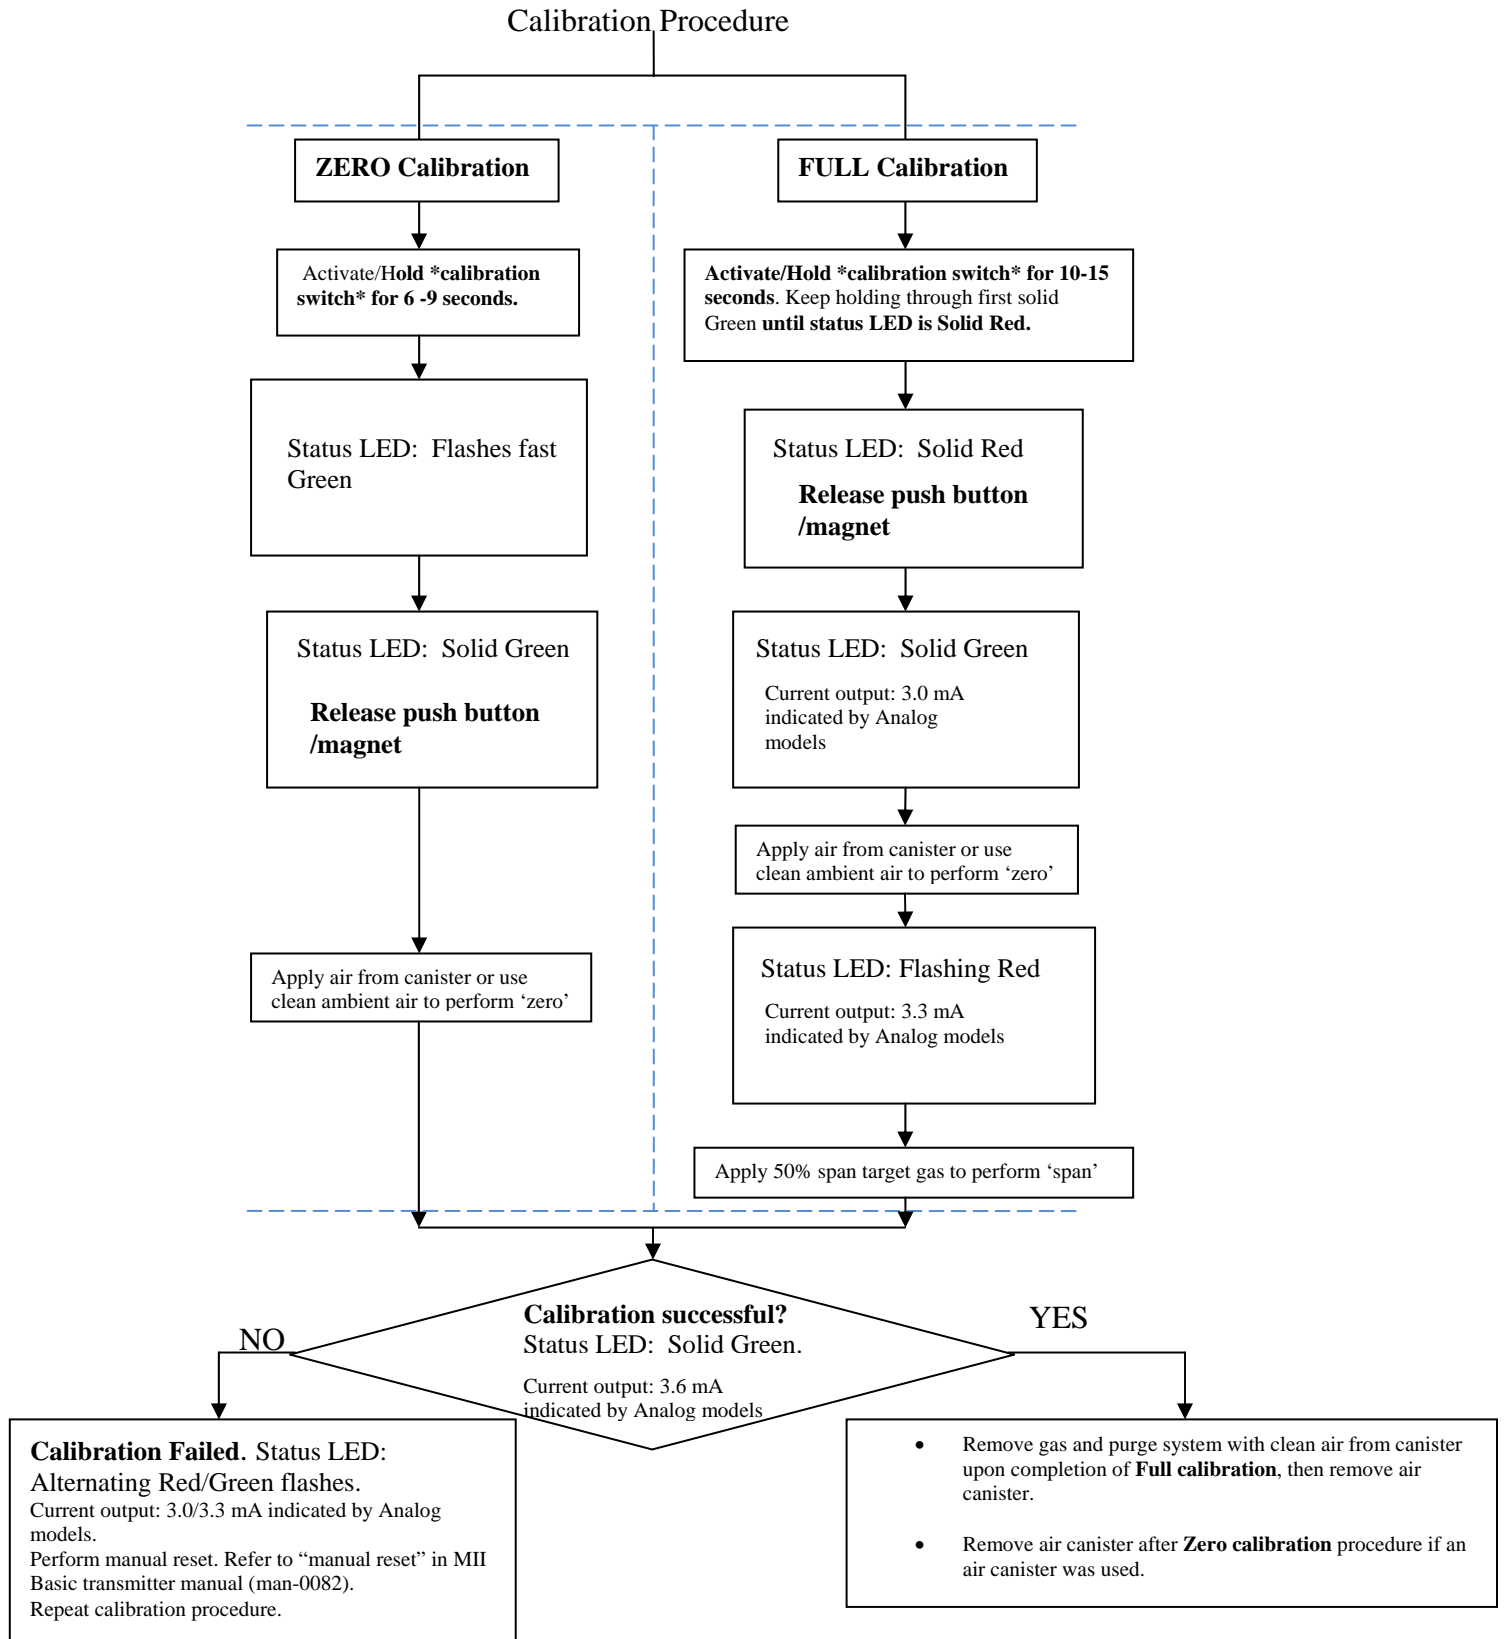 Calibration Procedure
ZERO Calibration
Activate/Hold *calibration
switch* for 6 -9 seconds.
Status LED:  Flashes fast
Green
Status LED:  Solid Green
Release push button
/magnet
Apply air from canister or use
clean ambient air to perform ‘zero’
FULL Calibration
Activate/Hold *calibration switch* for 10-15
seconds. Keep holding through first solid
Green until status LED is Solid Red.
Status LED:  Solid Red
Release push button
/magnet
Status LED:  Solid Green
Current output: 3.0 mA
indicated by Analog
models
Apply air from canister or use
clean ambient air to perform ‘zero’
Status LED: Flashing Red
Current output: 3.3 mA
indicated by Analog models
Apply 50% span target gas to perform ‘span’
Calibration successful?
Status LED:  Solid Green.
Current output: 3.6 mA
indicated by Analog models
NO
Calibration Failed. Status LED:
Alternating Red/Green flashes.
Current output: 3.0/3.3 mA indicated by Analog
models.
Perform manual reset. Refer to “manual reset” in MII
Basic transmitter manual (man-0082).
Repeat calibration procedure.
YES
• Remove gas and purge system with clean air from canister
upon completion of Full calibration, then remove air
canister.
• Remove air canister after Zero calibration procedure if an
air canister was used.